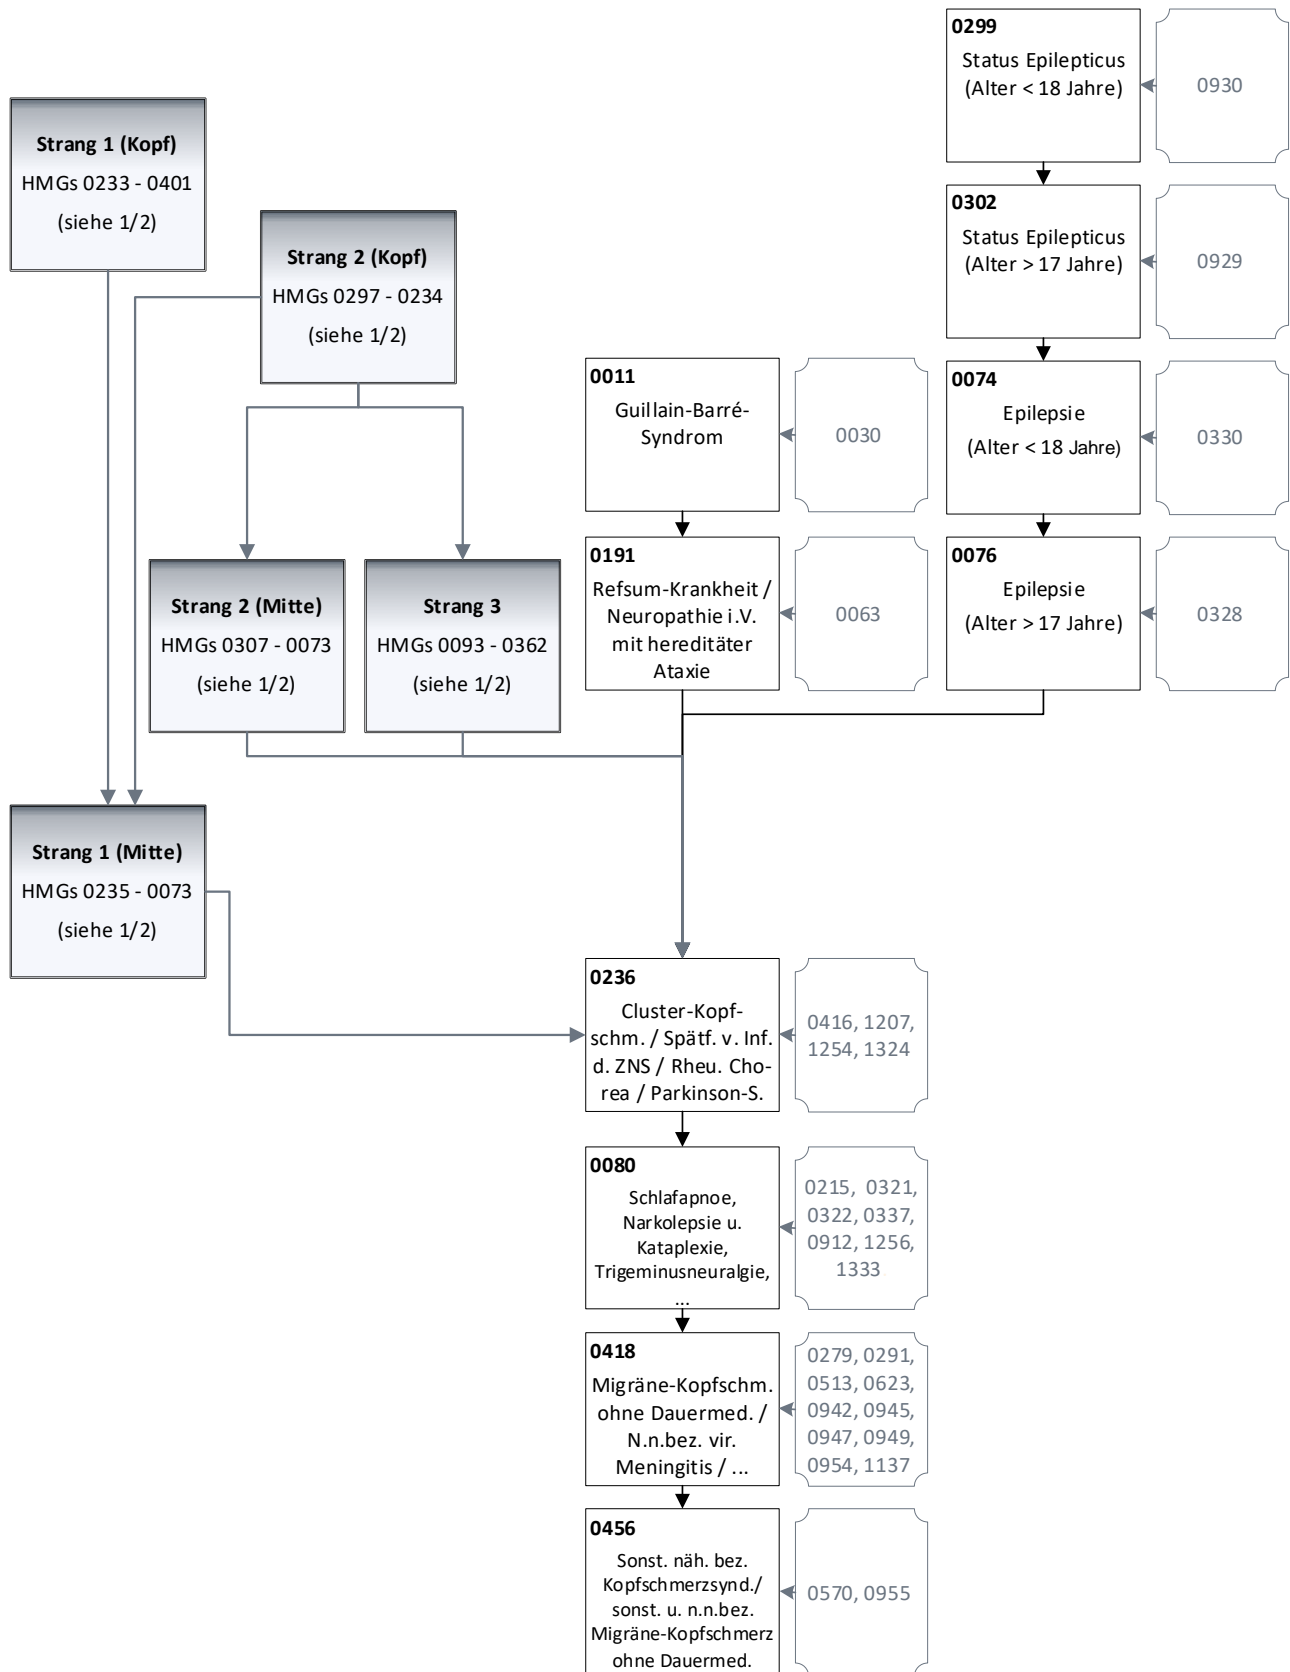 0299
Status Epilepticus
(Alter < 18 Jahre)
0930
Strang 1 (Kopf)
HMGs 0233 - 0401
(siehe 1/2)
0302
Status Epilepticus
(Alter > 17 Jahre)
0929
Strang 2 (Kopf)
HMGs 0297 - 0234
(siehe 1/2)
0011
Guillain-Barré-
Syndrom
0030
0074
Epilepsie
(Alter < 18 Jahre)
0330
Strang 2 (Mitte)
HMGs 0307 - 0073
(siehe 1/2)
Strang 3
HMGs 0093 - 0362
(siehe 1/2)
0191
Refsum-Krankheit /
Neuropathie i.V.
mit hereditäter
Ataxie
0063
0076
Epilepsie
(Alter > 17 Jahre)
0328
Strang 1 (Mitte)
HMGs 0235 - 0073
(siehe 1/2)
0236
Cluster-Kopf-
schm. / Spätf. v. Inf.
d. ZNS / Rheu. Cho-
rea / Parkinson-S.
0416, 1207,
1254, 1324
0080
Schlafapnoe,
Narkolepsie u.
Kataplexie,
Trigeminusneuralgie,
...
0215, 0321,
0322, 0337,
0912, 1256,
1333
0418
Migräne-Kopfschm.
ohne Dauermed. /
N.n.bez. vir.
Meningitis / ...
0279, 0291,
0513, 0623,
0942, 0945,
0947, 0949,
0954, 1137
0456
Sonst. näh. bez.
Kopfschmerzsynd./
sonst. u. n.n.bez.
Migräne-Kopfschmerz
ohne Dauermed.
0570, 0955